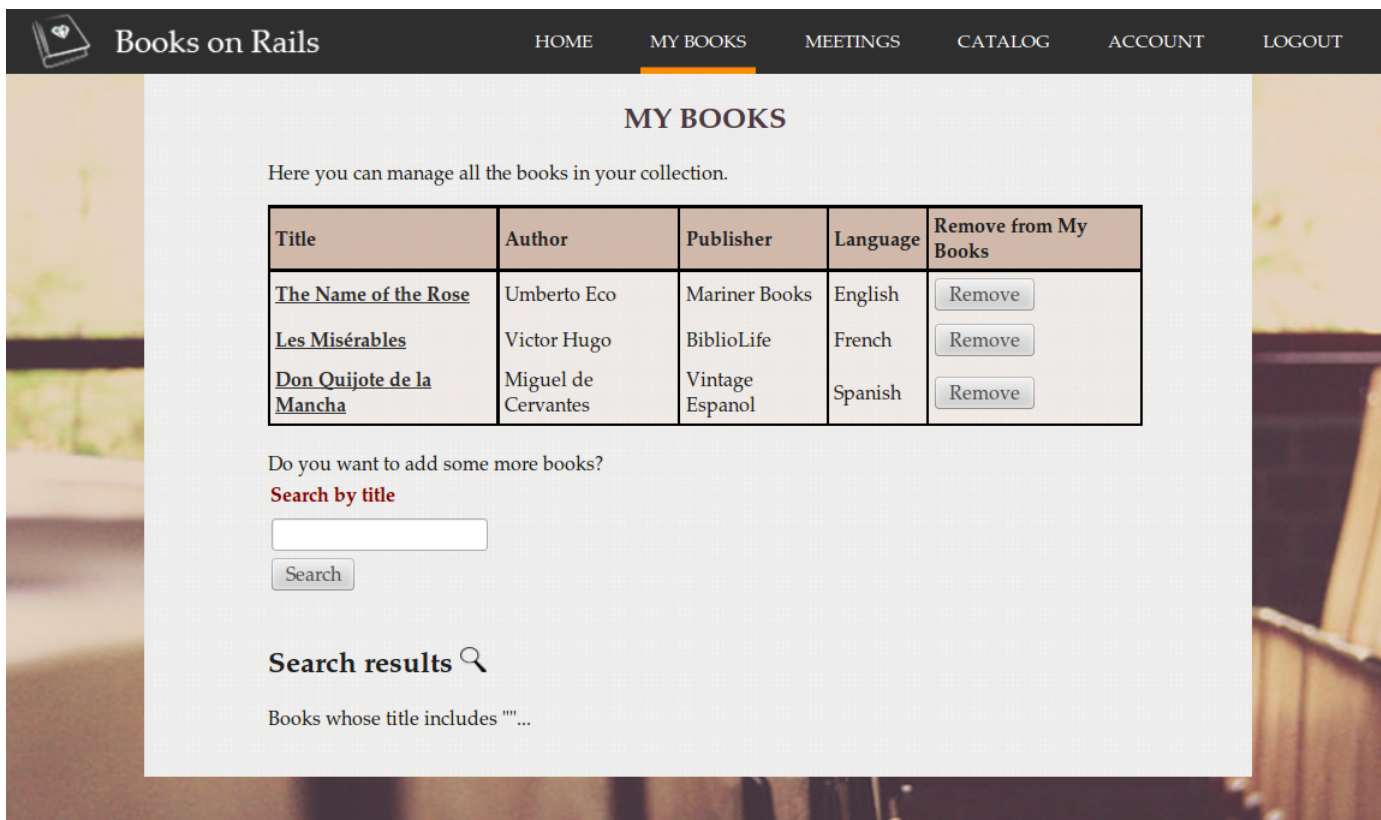 Books on Rails HOME MY BOOKS MEETINGS CATALOG ACCOUNT LOGOUT
MY BOOKS
Here you can manage all the books in your collection.
Title Author Publisher Language Remove from My Books
The Name of the Rose Umberto Eco Mariner Books English Remove
Les Misérables Victor Hugo BiblioLife French Remove
Don Quijote de la Mancha Miguel de Cervantes Vintage Espanol Spanish Remove
Do you want to add some more books?
Search by title
Search
Search results
Books whose title includes ""...